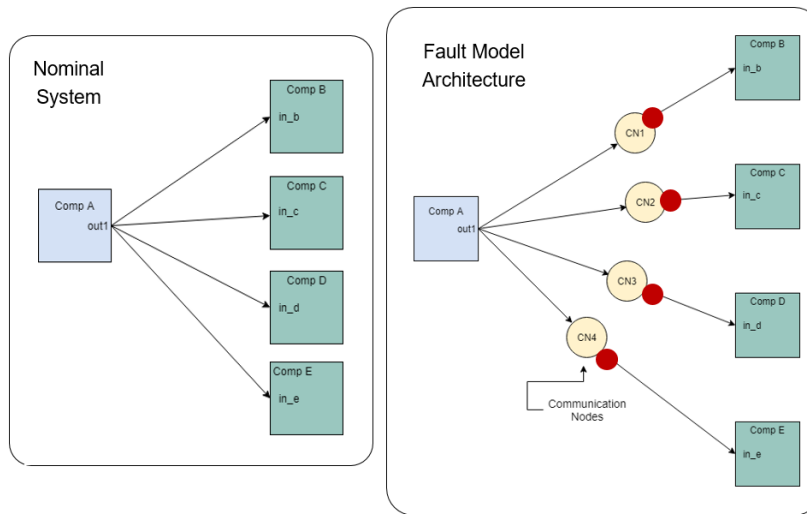 Nominal
System
Comp A
out1
Comp B
in_b
Comp C
in_c
Comp D
in_d
Comp E
in_e
Fault Model
Architecture
Comp A
out1
CN1
CN2
CN3
CN4
Communication
Nodes
Comp B
in_b
Comp C
in_c
Comp D
in_d
Comp E
in_e